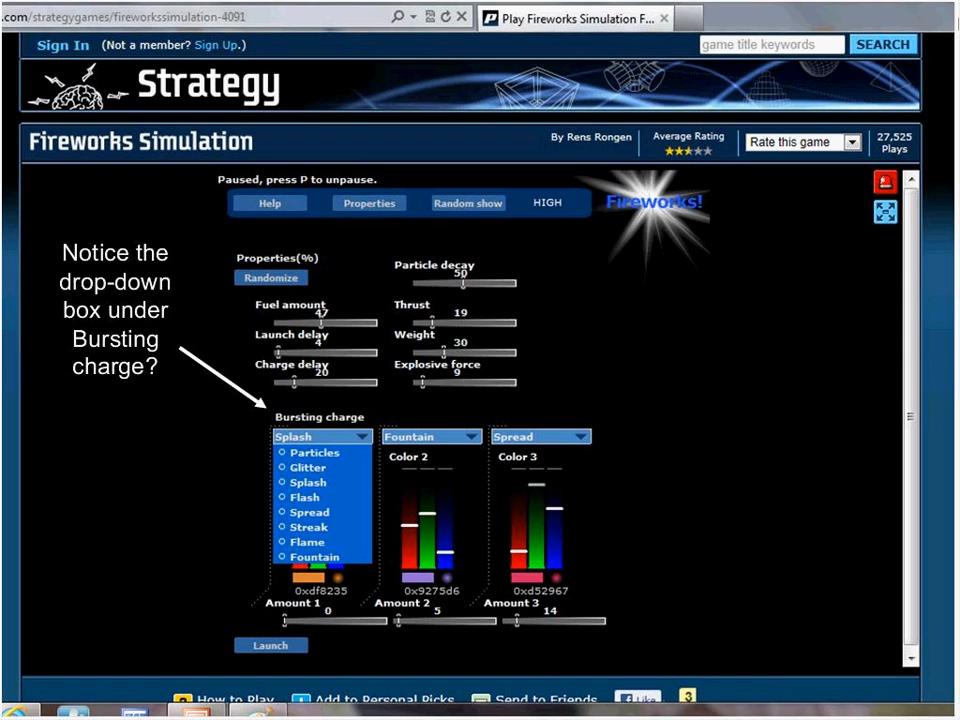 .com/strategygames/fireworkssimulation-4091
Play Fireworks Simulation F...
Sign In (Not a member? Sign Up.)
game title keywords
SEARCH
Strategy
Fireworks Simulation
By Rens Rongen
Average Rating
Rate this game
27,525
Plays
Paused, press P to unpause.
Help
Properties
Random show
HIGH
Fireworks!
Notice the
drop-down
box under
Bursting
charge?
Properties(%)
Randomize
Particle decay
50
Fuel amount
47
Thrust
19
Launch delay
4
Weight
30
Charge delay
20
Explosive force
9
Bursting charge
Splash
Fountain
Spread
Particles
Glitter
Splash
Flash
Spread
Streak
Flame
Fountain
Color 2
Color 3
0xdf8235
0x9275d6
0xd52967
Amount 1
0
Amount 2
5
Amount 3
14
Launch
How to Play
Add to Personal Picks
Send to Friends
Like
3